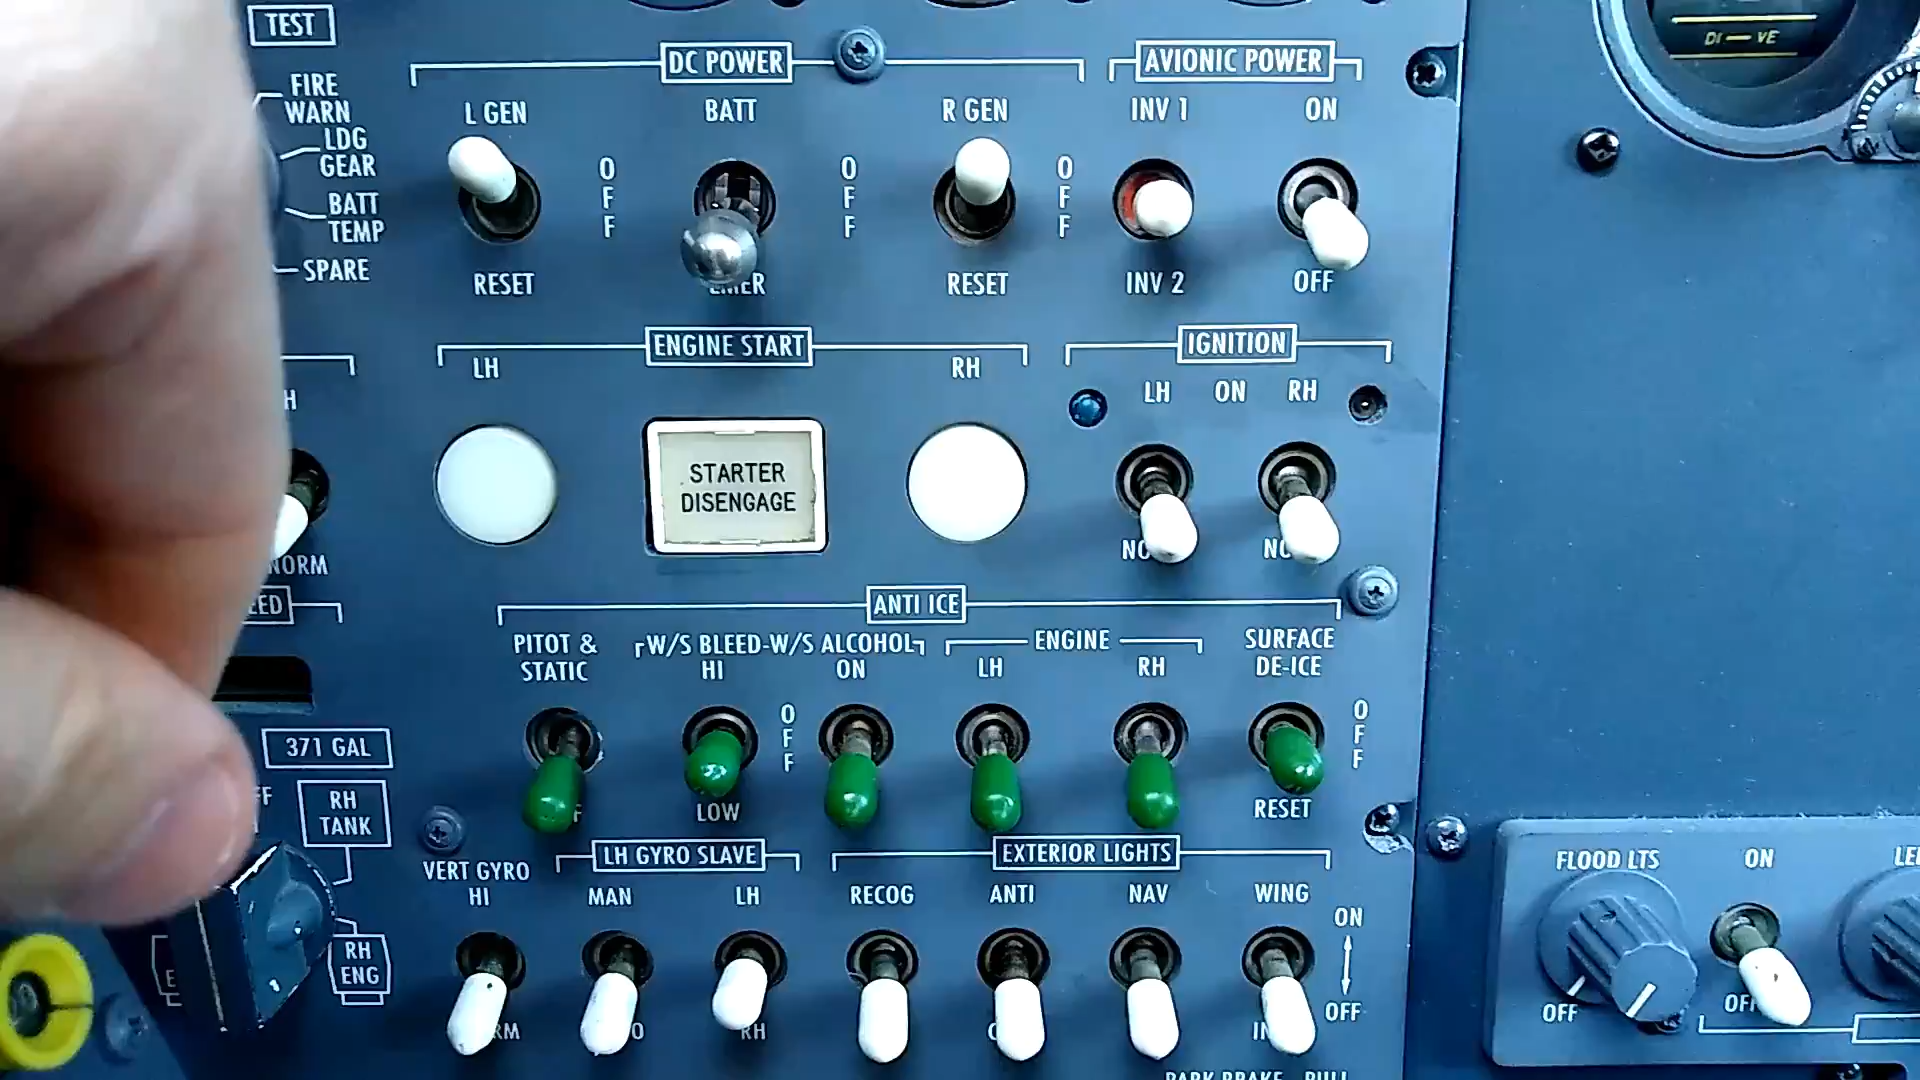 TEST
DC POWER
AVIONIC POWER
FIRE
WARN
LDG
GEAR
BATT
TEMP
SPARE
L GEN
BATT
R GEN
INV 1
ON
OFF
OFF
OFF
RESET
RESET
INV 2
OFF
ENGINE START
LH
RH
IGNITION
LH ON RH
STARTER
DISENGAGE
NORM
ANTI ICE
PITOT &
STATIC
W/S BLEED-W/S ALCOHOL
HI
ON
ENGINE
LH
RH
SURFACE
DE-ICE
OFF
OFF
LOW
RESET
371 GAL
RH
TANK
RH
ENG
VERT GYRO
HI
LH GYRO SLAVE
MAN
LH
RH
EXTERIOR LIGHTS
RECOG
ANTI
NAV
WING
ON
OFF
FLOOD LTS
OFF
ON